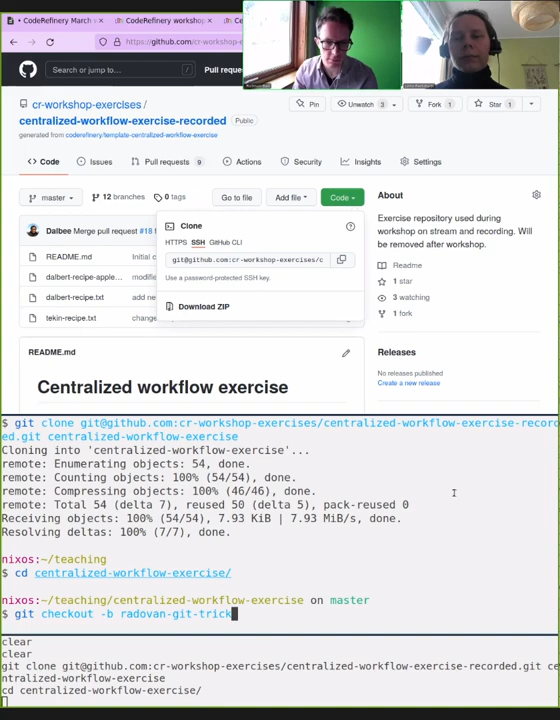 CodeRefinery March w
CodeRefinery workshop
Ce
https://github.com/cr-workshop-e
Search or jump to...
/
Pull reque
cr-workshop-exercises /
Pin
Unwatch 3
Fork 1
Star 1
centralized-workflow-exercise-recorded Public
generated from coderefinery/template-centralized-workflow-exercise
Code
Issues
Pull requests 9
Actions
Security
Insights
Settings
master
12 branches
0 tags
Go to file
Add file
Code
Dalbee Merge pull request #18
README.md Initial
dalbert-recipe-apple... modifie
dalbert-recipe.txt add ne
tekin-recipe.txt change
Clone
HTTPS SSH GitHub CLI
git@github.com:cr-workshop-exercises/c
Use a password-protected SSH key.
Download ZIP
About
Exercise repository used during
workshop on stream and recording. Will
be removed after workshop.
Readme
1 star
3 watching
1 fork
README.md
Centralized workflow exercise
Releases
No releases published
Create a new release
$ git clone git@github.com:cr-workshop-exercises/centralized-workflow-exercise-record
ed.git centralized-workflow-exercise
Cloning into 'centralized-workflow-exercise'...
remote: Enumerating objects: 54, done.
remote: Counting objects: 100% (54/54), done.
remote: Compressing objects: 100% (46/46), done.
remote: Total 54 (delta 7), reused 50 (delta 5), pack-reused 0
Receiving objects: 100% (54/54), 7.93 KiB | 7.93 MiB/s, done.
Resolving deltas: 100% (7/7), done.
nixos:~/teaching
$ cd centralized-workflow-exercise/
nixos:~/teaching/centralized-workflow-exercise on master
$ git checkout -b radovan-git-trick
clear
clear
git clone git@github.com:cr-workshop-exercises/centralized-workflow-exercise-recorded.git ce
ntralized-workflow-exercise
cd centralized-workflow-exercise/